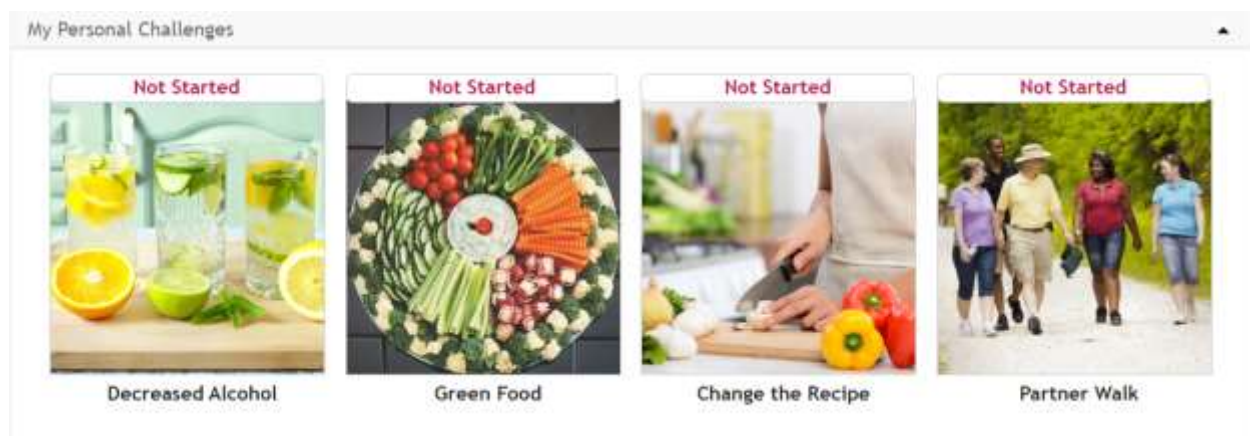 My Personal Challenges
Not Started
Not Started
Not Started
Not Started
Decreased Alcohol
Green Food
Change the Recipe
Partner Walk